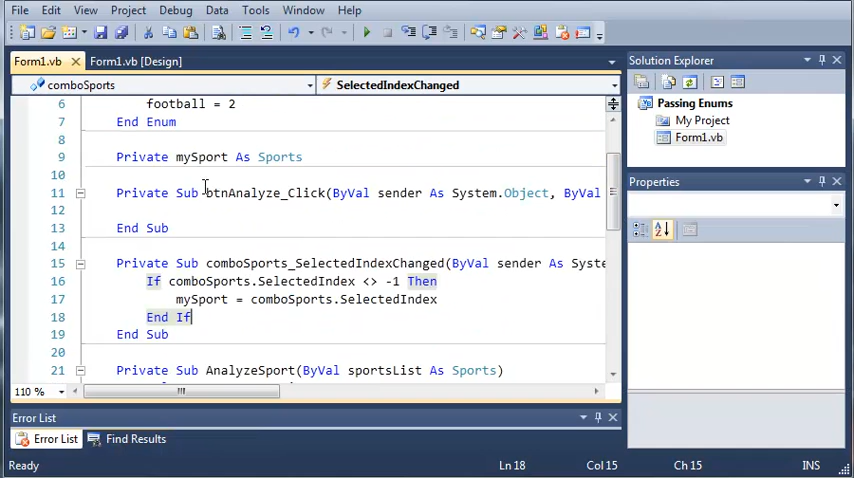 File Edit View Project Debug Data Tools Window Help
Form1.vb Form1.vb [Design]
comboSports SelectedIndexChanged
6 football = 2
7 End Enum
8
9 Private mySport As Sports
10
11 Private Sub btnAnalyze_Click(ByVal sender As System.Object, ByVal
12
13 End Sub
14
15 Private Sub comboSports_SelectedIndexChanged(ByVal sender As Syste
16 If comboSports.SelectedIndex <> -1 Then
17 mySport = comboSports.SelectedIndex
18 End If
19 End Sub
20
21 Private Sub AnalyzeSport(ByVal sportsList As Sports)
110 %
Solution Explorer
Passing Enums
My Project
Form1.vb
Properties
Error List
Error List Find Results
Ready Ln 18 Col 15 Ch 15 INS